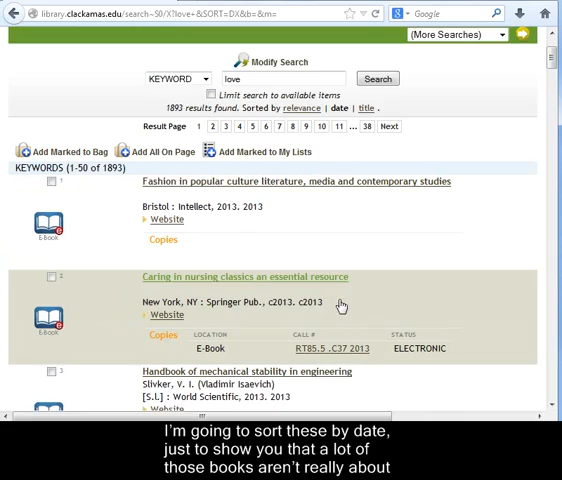 library.clackamas.edu/search~S0/X?love+&SORT=DX&b=&m=
Google
(More Searches)
Modify Search
KEYWORD love Search
Limit search to available items
1893 results found. Sorted by relevance | date | title .
Result Page 1 2 3 4 5 6 7 8 9 10 11 ... 38 Next
Add Marked to Bag Add All On Page Add Marked to My Lists
KEYWORDS (1-50 of 1893)
1 Fashion in popular culture literature, media and contemporary studies
Bristol : Intellect, 2013. 2013
Website
E-Book
Copies
2 Caring in nursing classics an essential resource
New York, NY : Springer Pub., c2013. c2013
Website
E-Book
Copies LOCATION CALL # STATUS
E-Book RT85.5 .C37 2013 ELECTRONIC
3 Handbook of mechanical stability in engineering
Slivker, V. I. (Vladimir Isaevich)
[S.l.] : World Scientific, 2013. 2013
Website
I'm going to sort these by date,
just to show you that a lot of
those books aren't really about